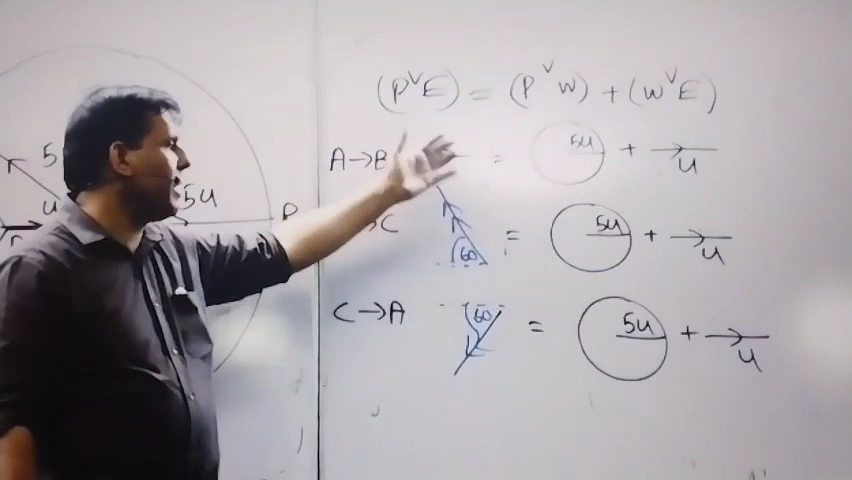 (PVE) = (PVW) + (WVE)
A→B = 5u + u
5
5u
P
u
r
r
→C 60 = 5u + u
C→A 60 = 5u + u